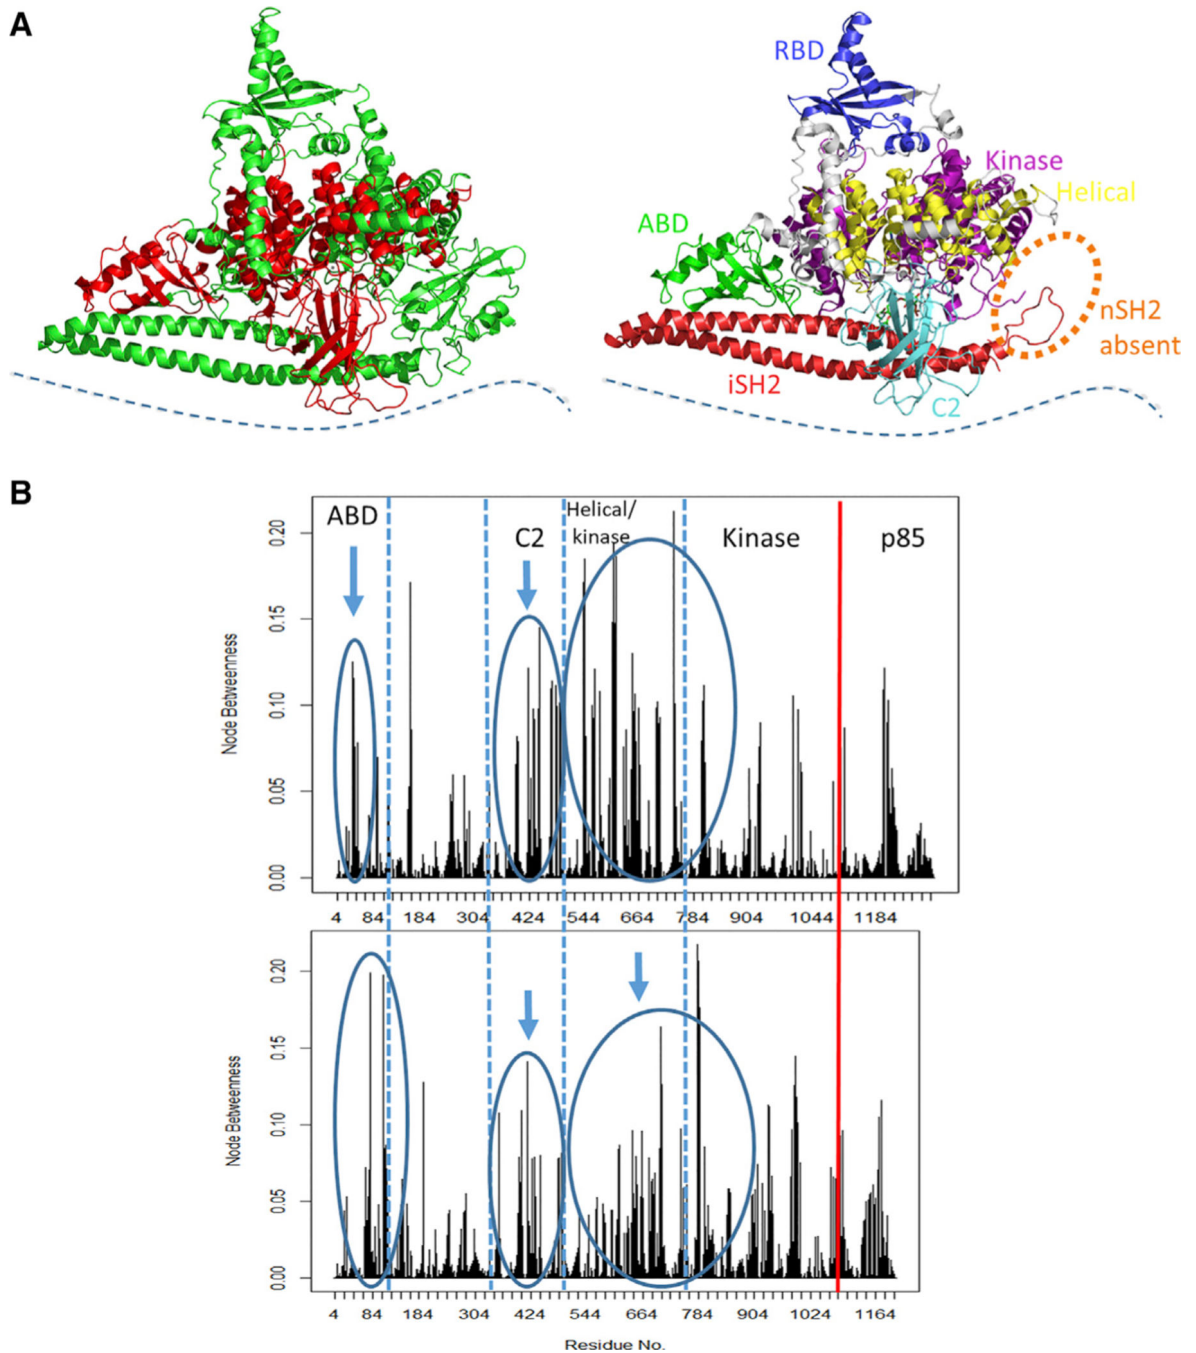 A
RBD
Kinase
Helical
ABD
nSH2
absent
iSH2
C2
B
ABD
C2
Helical/
kinase
Kinase
p85
Node Betweenness
0.20
0.15
0.10
0.05
0.00
4 84 184 304 424 544 664 784 904 1044 1184
Node Betweenness
0.20
0.15
0.10
0.05
0.00
4 84 184 304 424 544 664 784 904 1024 1164
Residue No.